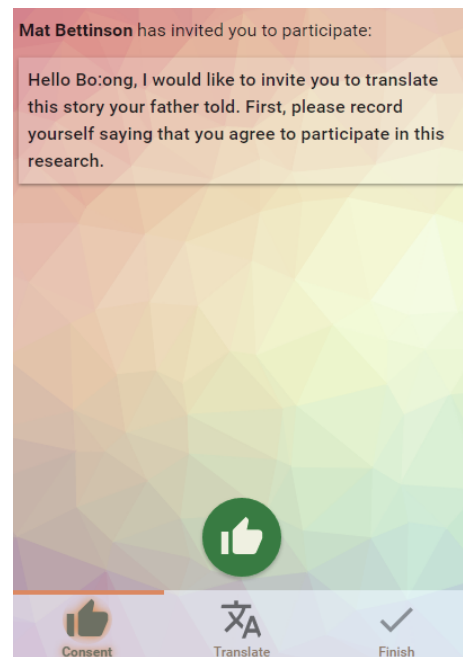 Mat Bettinson has invited you to participate:
Hello Bo:ong, I would like to invite you to translate
this story your father told. First, please record
yourself saying that you agree to participate in this
research.
Consent Translate Finish